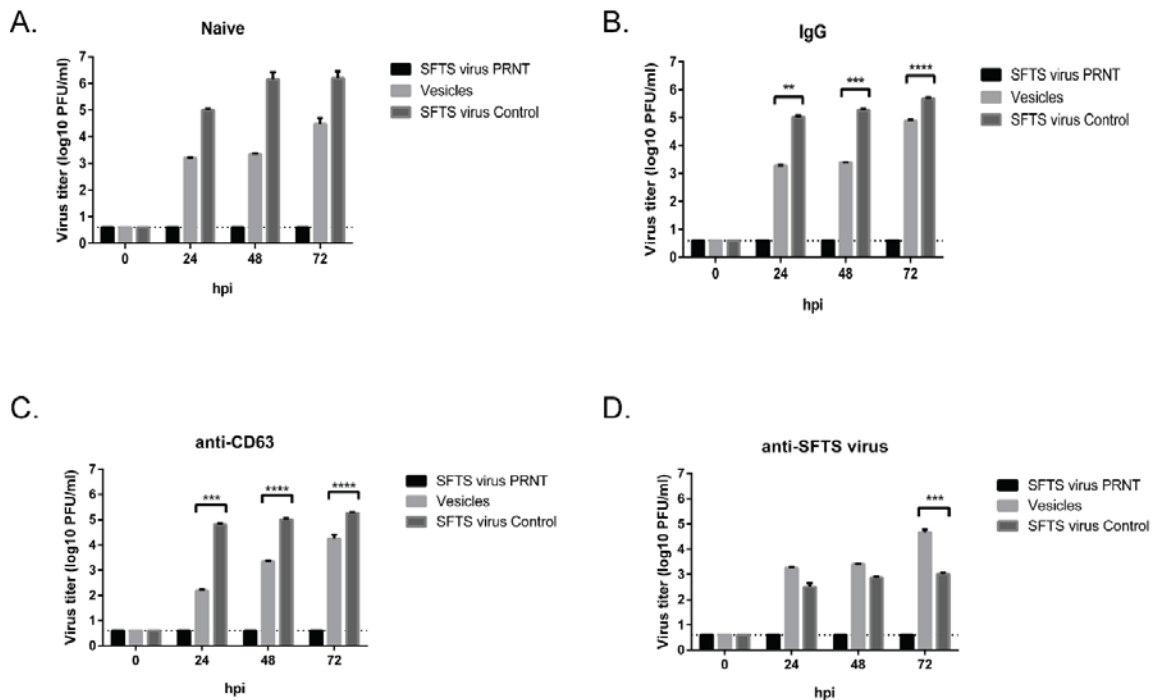 A.
Naive
Virus titer (log10 PFU/ml)
7
6
5
4
3
2
1
0
0 24 48 72
hpi
SFTS virus PRNT
Vesicles
SFTS virus Control
B.
IgG
Virus titer (log10 PFU/ml)
7
6
5
4
3
2
1
0
** *** ****
0 24 48 72
hpi
SFTS virus PRNT
Vesicles
SFTS virus Control
C.
anti-CD63
Virus titer (log10 PFU/ml)
7
6
5
4
3
2
1
0
*** **** ****
0 24 48 72
hpi
SFTS virus PRNT
Vesicles
SFTS virus Control
D.
anti-SFTS virus
Virus titer (log10 PFU/ml)
7
6
5
4
3
2
1
0
***
0 24 48 72
hpi
SFTS virus PRNT
Vesicles
SFTS virus Control